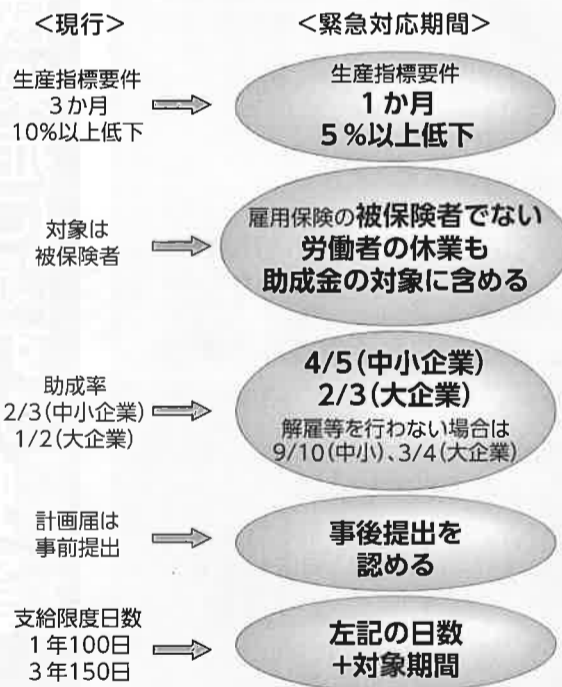 <現行>
<緊急対応期間>
生産指標要件
3か月
10%以上低下
生産指標要件
1か月
5%以上低下
対象は
被保険者
雇用保険の被保険者でない
労働者の休業も
助成金の対象に含める
助成率
2/3(中小企業)
1/2(大企業)
4/5(中小企業)
2/3(大企業)
解雇等を行わない場合は
9/10(中小)、3/4(大企業)
計画届は
事前提出
事後提出を
認める
支給限度日数
1年100日
3年150日
左記の日数
+対象期間